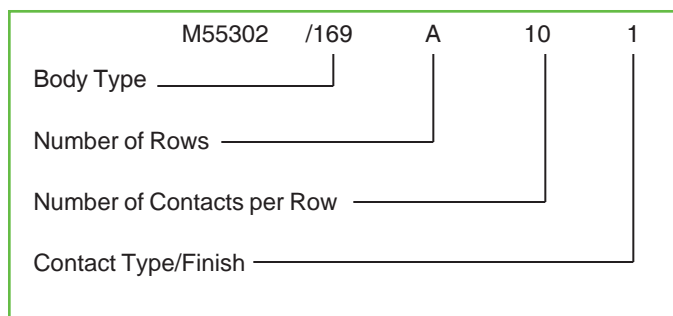 M55302 /169 A 10 1
Body Type
Number of Rows
Number of Contacts per Row
Contact Type/Finish